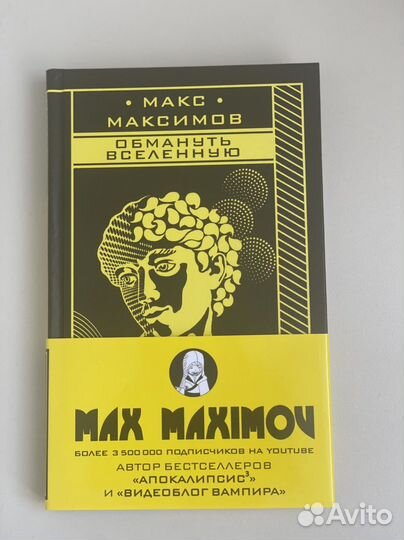 • МАКС •
МАКСИМОВ
ОБМАНУТЬ
ВСЕЛЕННУЮ
MAX MAXIMOV
БОЛЕЕ 3 500 000 ПОДПИСЧИКОВ НА YOUTUBE
АВТОР БЕСТСЕЛЛЕРОВ
«АПОКАЛИПСИС³»
И «ВИДЕОБЛОГ ВАМПИРА»
Avito